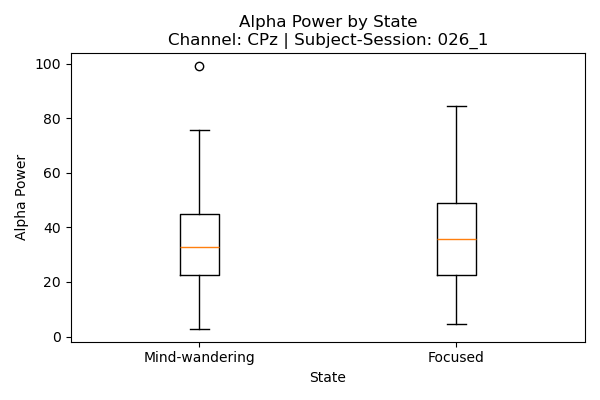 Alpha Power by State
Channel: CPz | Subject-Session: 026_1
100
80
60
40
20
0
Alpha Power
Mind-wandering
Focused
State